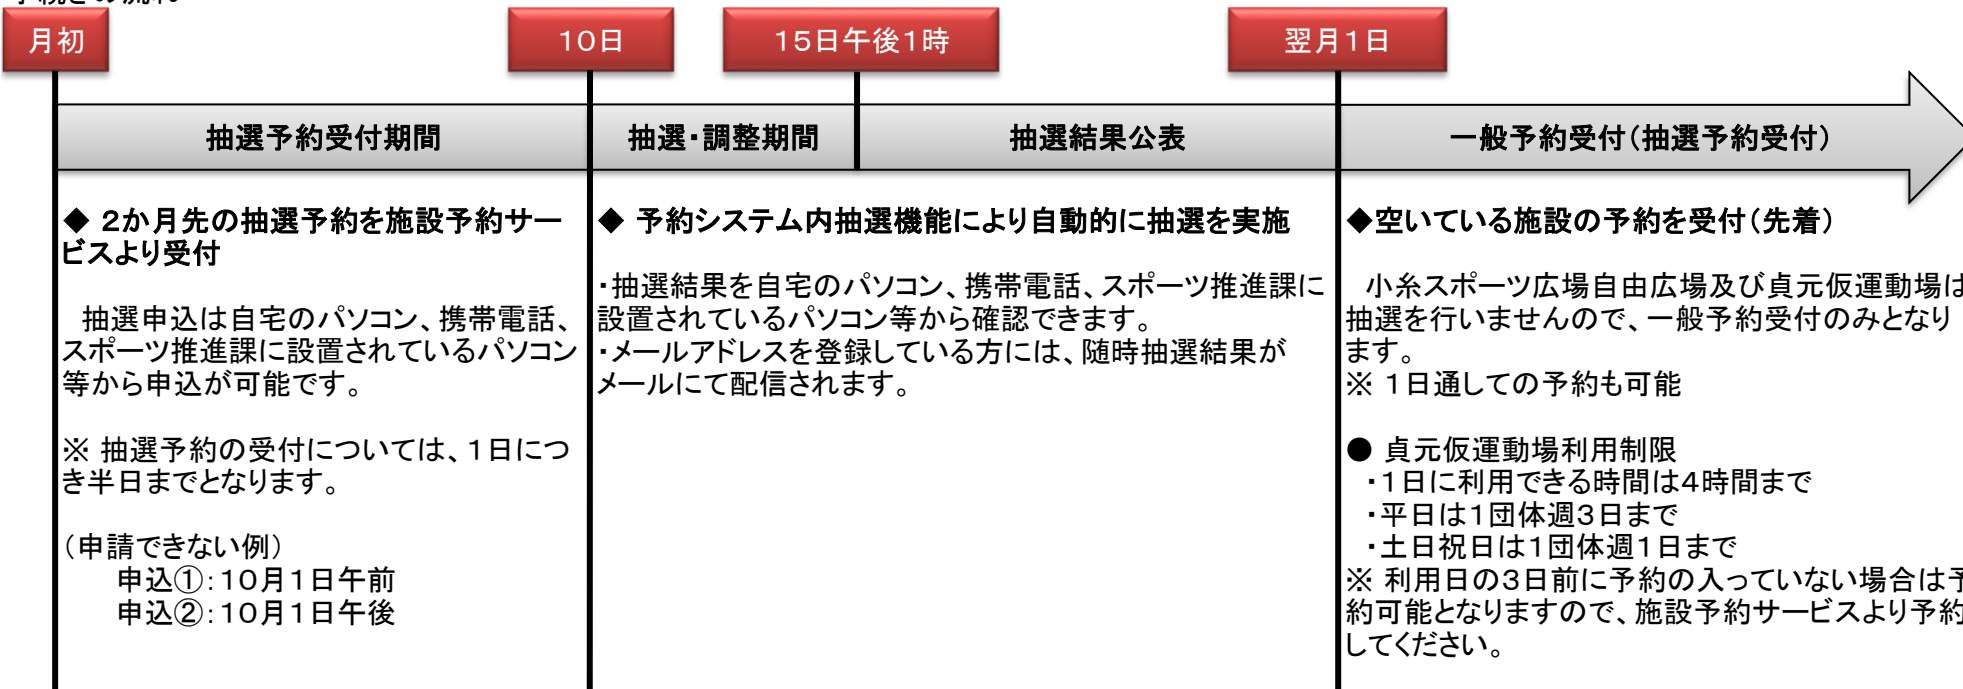 手続きの流れ
月初
10日
15日午後1時
翌月1日
抽選予約受付期間
抽選・調整期間
抽選結果公表
一般予約受付(抽選予約受付)
◆ 2か月先の抽選予約を施設予約サー
ビスより受付
抽選申込は自宅のパソコン、携帯電話、
スポーツ推進課に設置されているパソコン
等から申込が可能です。
※ 抽選予約の受付については、1日につ
き半日までとなります。
(申請できない例)
申込①:10月1日午前
申込②:10月1日午後
◆ 予約システム内抽選機能により自動的に抽選を実施
・抽選結果を自宅のパソコン、携帯電話、スポーツ推進課に
設置されているパソコン等から確認できます。
・メールアドレスを登録している方には、随時抽選結果が
メールにて配信されます。
◆空いている施設の予約を受付(先着)
小糸スポーツ広場自由広場及び貞元仮運動場は
抽選を行いませんので、一般予約受付のみとなり
ます。
※ 1日通しての予約も可能
● 貞元仮運動場利用制限
・1日に利用できる時間は4時間まで
・平日は1団体週3日まで
・土日祝日は1団体週1日まで
※ 利用日の3日前に予約の入っていない場合は予
約可能となりますので、施設予約サービスより予約
してください。